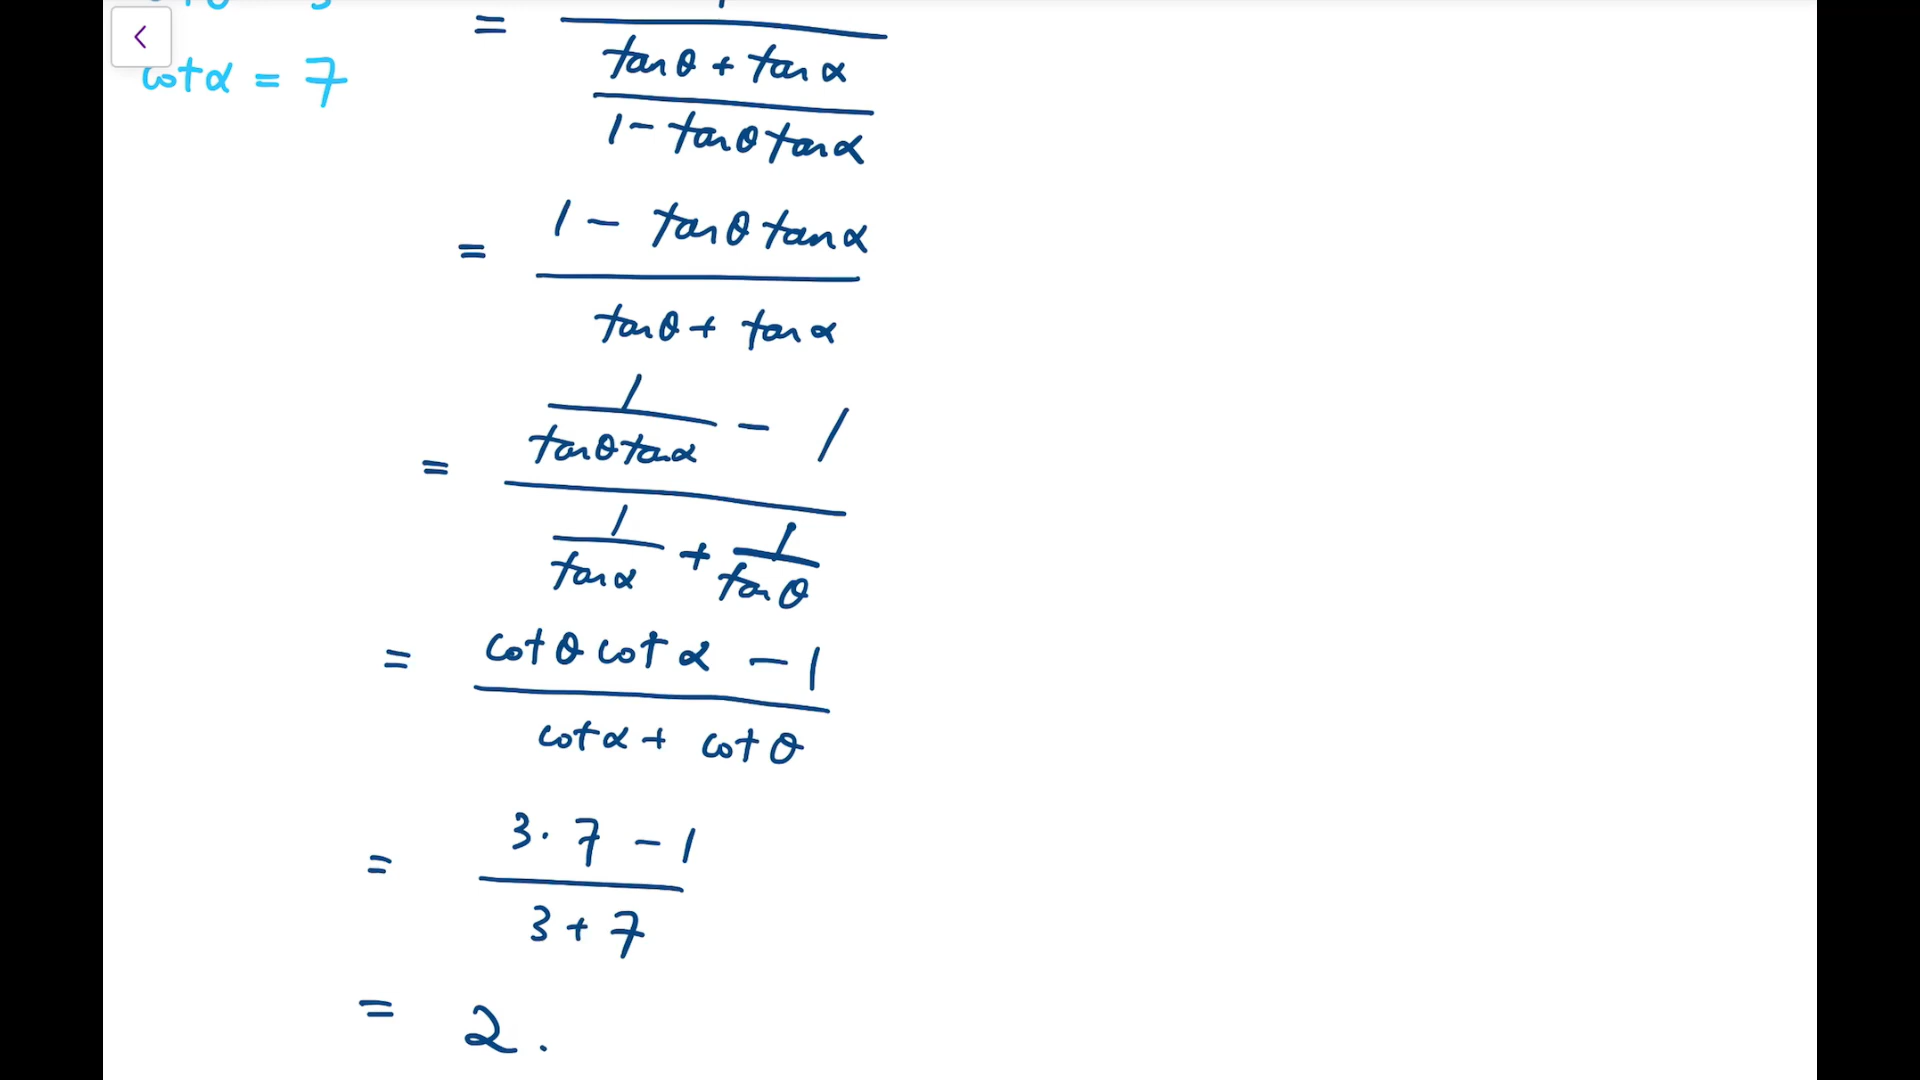 cot α = 7
= 
tan θ + tan α
1 - tan θ tan α
= 1 - tan θ tan α
tan θ + tan α
= 1 / tan θ tan α - 1
1 / tan α + 1 / tan θ
= cot θ cot α - 1
cot α + cot θ
= 3 · 7 - 1
3 + 7
= 2 .